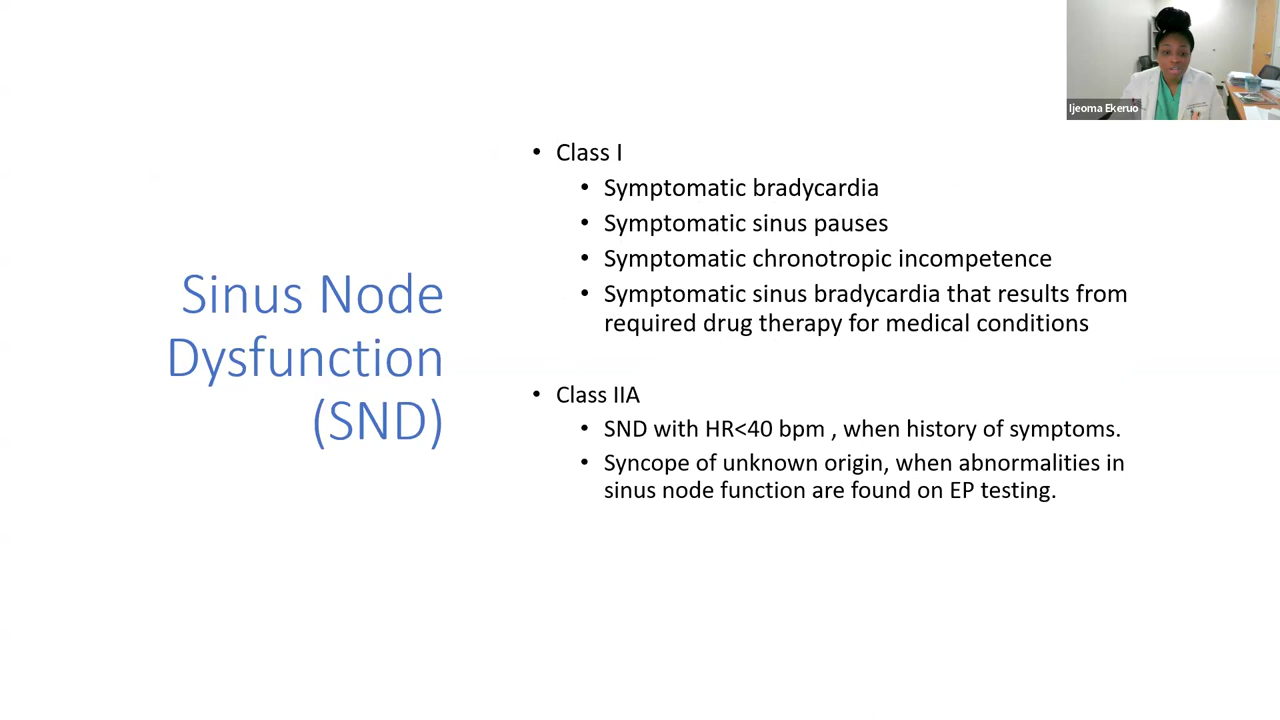 Ijeoma Ekeruo
Sinus Node
Dysfunction
(SND)
• Class I
• Symptomatic bradycardia
• Symptomatic sinus pauses
• Symptomatic chronotropic incompetence
• Symptomatic sinus bradycardia that results from
required drug therapy for medical conditions
• Class IIA
• SND with HR<40 bpm , when history of symptoms.
• Syncope of unknown origin, when abnormalities in
sinus node function are found on EP testing.